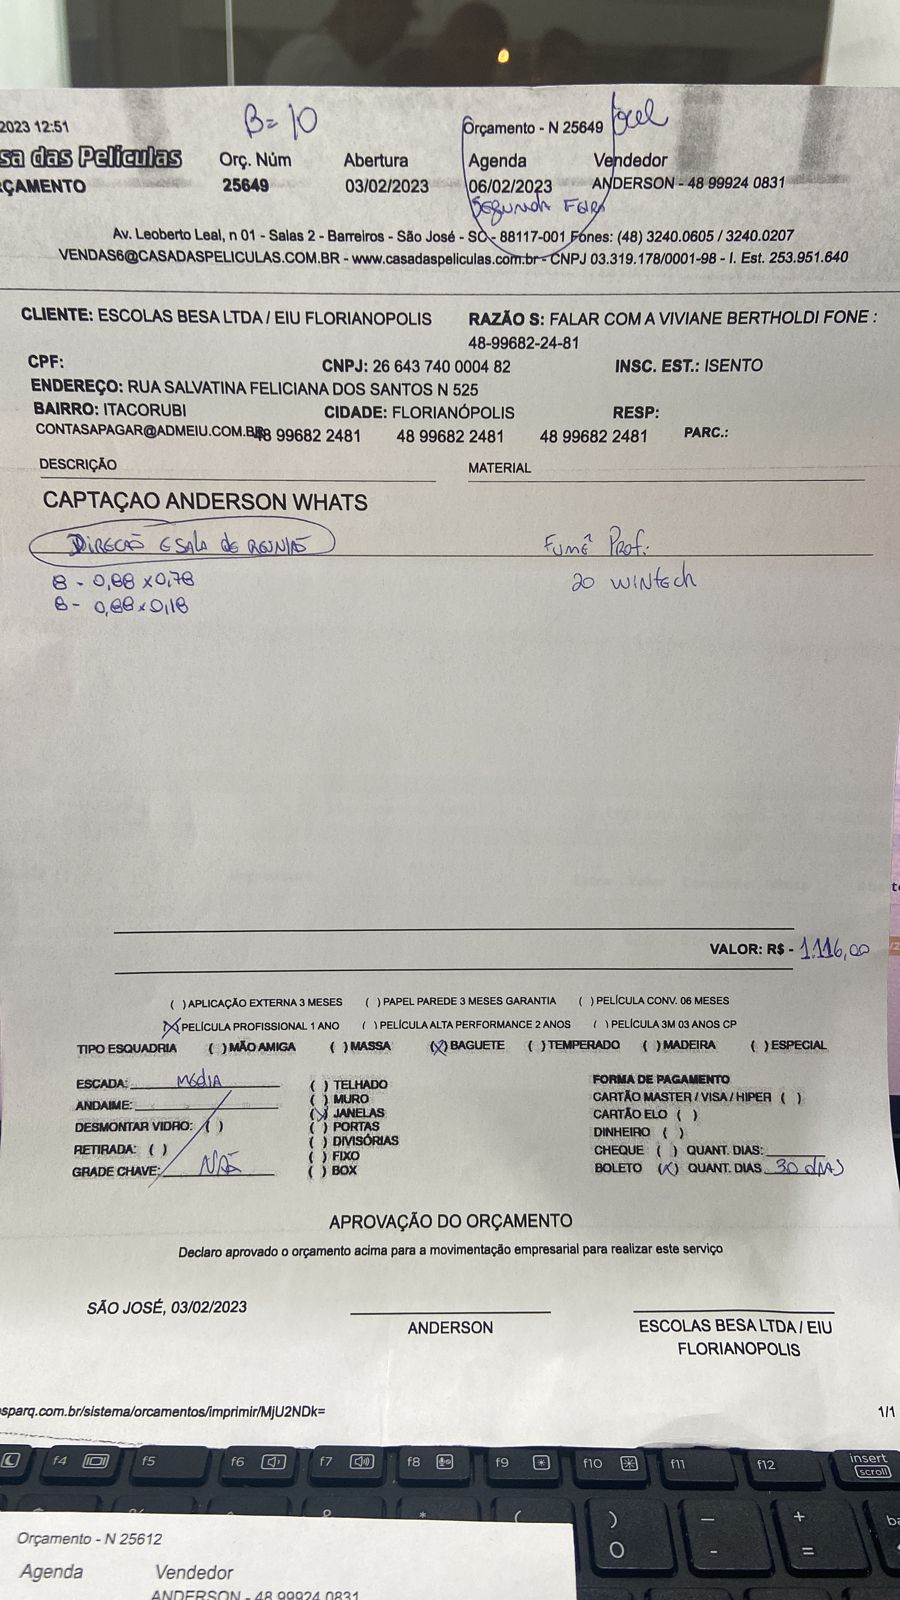 2023 12:51
B=10
Orçamento - N 25649
sa das Películas
Orç. Núm Abertura Agenda Vendedor
RÇAMENTO 25649 03/02/2023 06/02/2023 ANDERSON - 48 99924 0831
SEGUNDA FEIRA
Av. Leoberto Leal, n 01 - Salas 2 - Barreiros - São José - SC - 88117-001 Fones: (48) 3240.0605 / 3240.0207
VENDAS6@CASADASPELICULAS.COM.BR - www.casadaspeliculas.com.br - CNPJ 03.319.178/0001-98 - I. Est. 253.951.640
CLIENTE: ESCOLAS BESA LTDA / EIU FLORIANOPOLIS RAZÃO S: FALAR COM A VIVIANE BERTHOLDI FONE :
48-99682-24-81
CPF: CNPJ: 26 643 740 0004 82 INSC. EST.: ISENTO
ENDEREÇO: RUA SALVATINA FELICIANA DOS SANTOS N 525
BAIRRO: ITACORUBI CIDADE: FLORIANÓPOLIS RESP:
CONTASAPAGAR@ADMEIU.COM.BR 48 99682 2481 48 99682 2481 48 99682 2481 PARC.:
DESCRIÇÃO MATERIAL
CAPTAÇAO ANDERSON WHATS
DIREÇÃO E SALA de REUNIÃO Fumê Prof.
8 - 0,88 x 0,78 20 WINtech
8 - 0,88 x 0,18
VALOR: R$ - 1.116,00
( ) APLICAÇÃO EXTERNA 3 MESES ( ) PAPEL PAREDE 3 MESES GARANTIA ( ) PELÍCULA CONV. 06 MESES
(X) PELÍCULA PROFISSIONAL 1 ANO ( ) PELÍCULA ALTA PERFORMANCE 2 ANOS ( ) PELÍCULA 3M 03 ANOS CP
TIPO ESQUADRIA ( ) MÃO AMIGA ( ) MASSA (X) BAGUETE ( ) TEMPERADO ( ) MADEIRA ( ) ESPECIAL
ESCADA: MÉDIA ( ) TELHADO FORMA DE PAGAMENTO
ANDAIME: ( ) MURO CARTÃO MASTER / VISA / HIPER ( )
(X) JANELAS CARTÃO ELO ( )
DESMONTAR VIDRO: ( ) ( ) PORTAS DINHEIRO ( )
RETIRADA: ( ) ( ) DIVISÓRIAS CHEQUE ( ) QUANT. DIAS:
( ) FIXO
GRADE CHAVE: NÃO ( ) BOX BOLETO (X) QUANT. DIAS 30 dIAS
APROVAÇÃO DO ORÇAMENTO
Declaro aprovado o orçamento acima para a movimentação empresarial para realizar este serviço
SÃO JOSÉ, 03/02/2023
ANDERSON ESCOLAS BESA LTDA / EIU
FLORIANOPOLIS
sparq.com.br/sistema/orcamentos/imprimir/MjU2NDk= 1/1
f4 f5 f6 f7 f8 f9 f10 f11 f12 insert
scroll
) 0 — - + =
Orçamento - N 25612
Agenda Vendedor
ANDERSON - 48 99924 0831